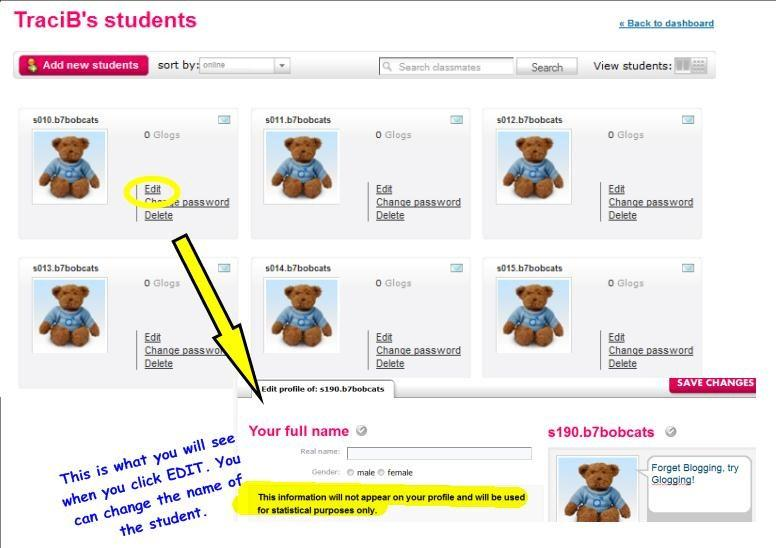 TraciB's students
« Back to dashboard
Add new students sort by: online Search classmates Search View students:
s010.b7bobcats s011.b7bobcats s012.b7bobcats
0 Glogs 0 Glogs 0 Glogs
Edit Edit Edit
Change password Change password Change password
Delete Delete Delete
s013.b7bobcats s014.b7bobcats s015.b7bobcats
0 Glogs 0 Glogs 0 Glogs
Edit Edit Edit
Change password Change password Change password
Delete Delete Delete
Edit profile of: s190.b7bobcats SAVE CHANGES
Your full name s190.b7bobcats
Real name:
Gender: male female
This information will not appear on your profile and will be used
for statistical purposes only.
Forget Blogging, try
Glogging!
This is what you will see
when you click EDIT. You
can change the name of
the student.